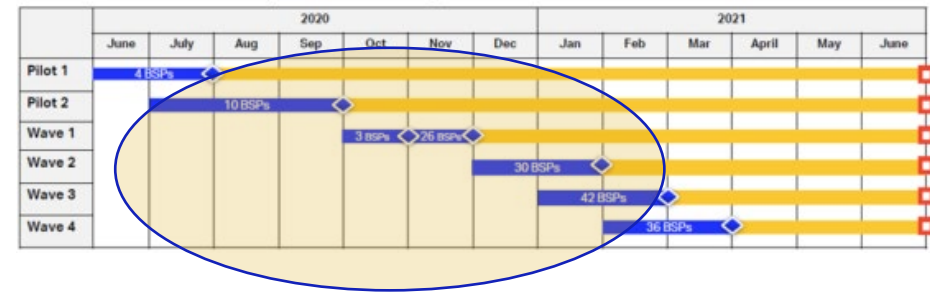 2020 2021
June July Aug Sep Oct Nov Dec Jan Feb Mar April May June
Pilot 1 4 BSPs
Pilot 2 10 BSPs
Wave 1 3 BSPs 26 BSPs
Wave 2 30 BSPs
Wave 3 42 BSPs
Wave 4 36 BSPs